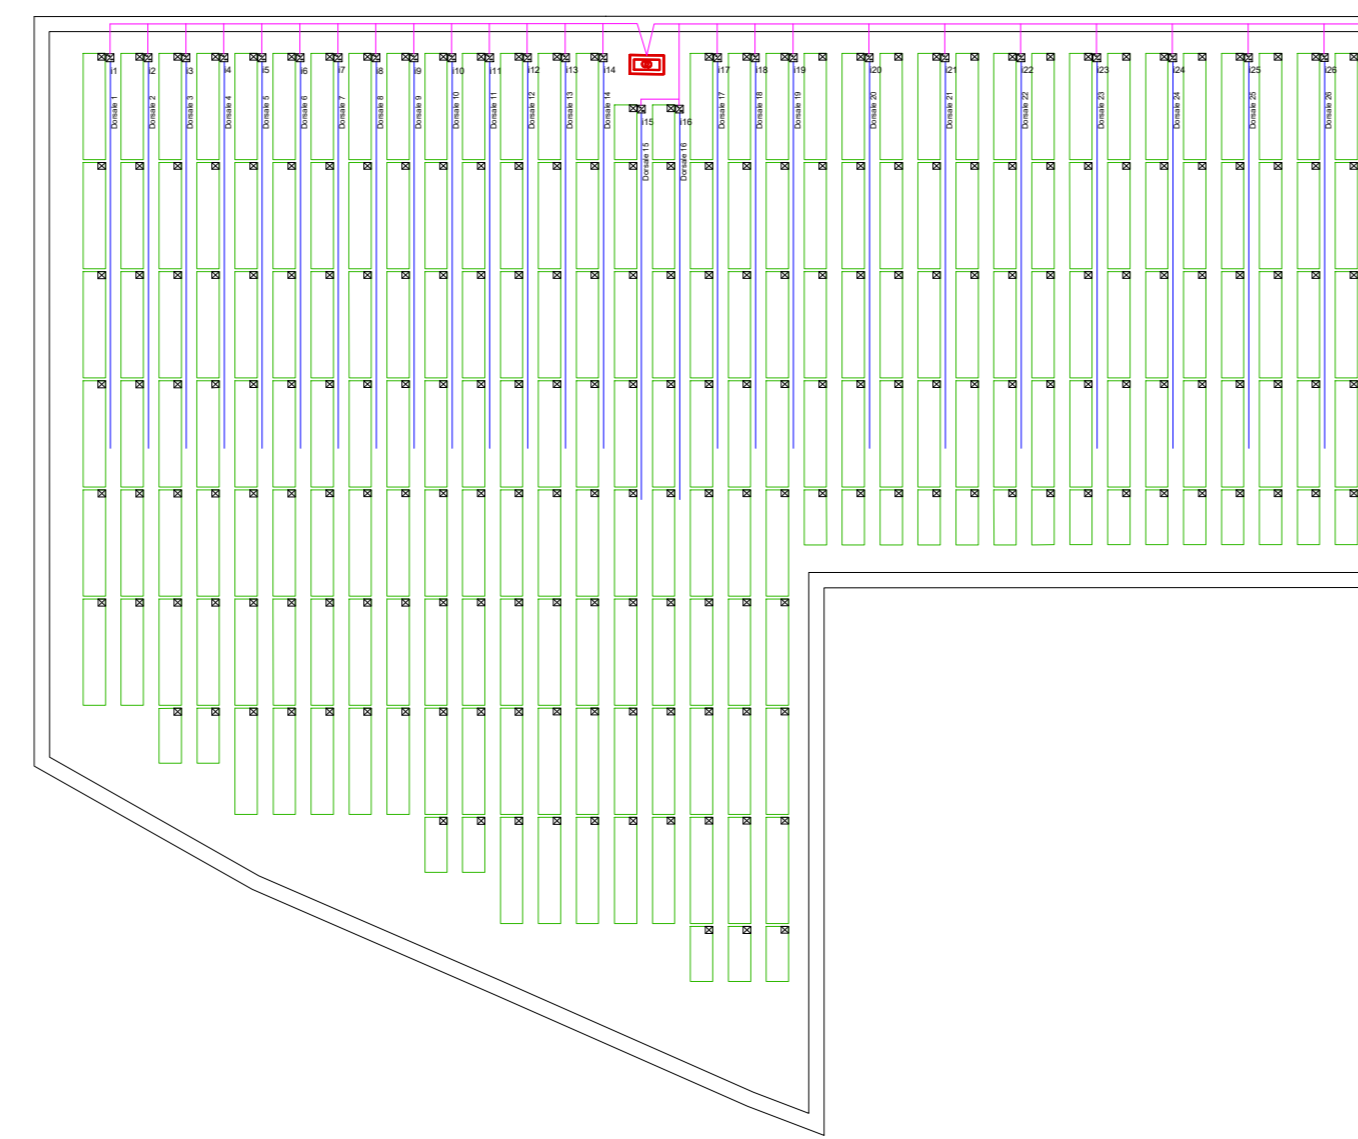 i1
i2
i3
i4
i5
i6
i7
i8
i9
i10
i11
i12
i13
i14
i15
i16
i17
i18
i19
i20
i21
i22
i23
i24
i25
i26
Dorsale 1
Dorsale 2
Dorsale 3
Dorsale 4
Dorsale 5
Dorsale 6
Dorsale 7
Dorsale 8
Dorsale 9
Dorsale 10
Dorsale 11
Dorsale 12
Dorsale 13
Dorsale 14
Dorsale 15
Dorsale 16
Dorsale 17
Dorsale 18
Dorsale 19
Dorsale 20
Dorsale 21
Dorsale 22
Dorsale 23
Dorsale 24
Dorsale 25
Dorsale 26